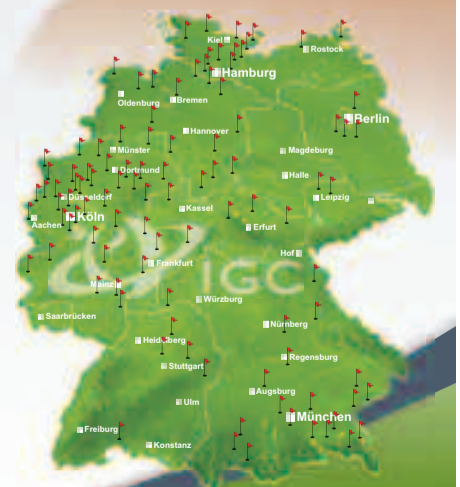 Kiel
Rostock
Hamburg
Oldenburg
Bremen
Berlin
Hannover
Münster
Magdeburg
Dortmund
Halle
Leipzig
Düsseldorf
Kassel
Köln
Aachen
Erfurt
Hof
Frankfurt
IGC
Mainz
Würzburg
Saarbrücken
Nürnberg
Heidelberg
Regensburg
Stuttgart
Augsburg
Ulm
München
Freiburg
Konstanz